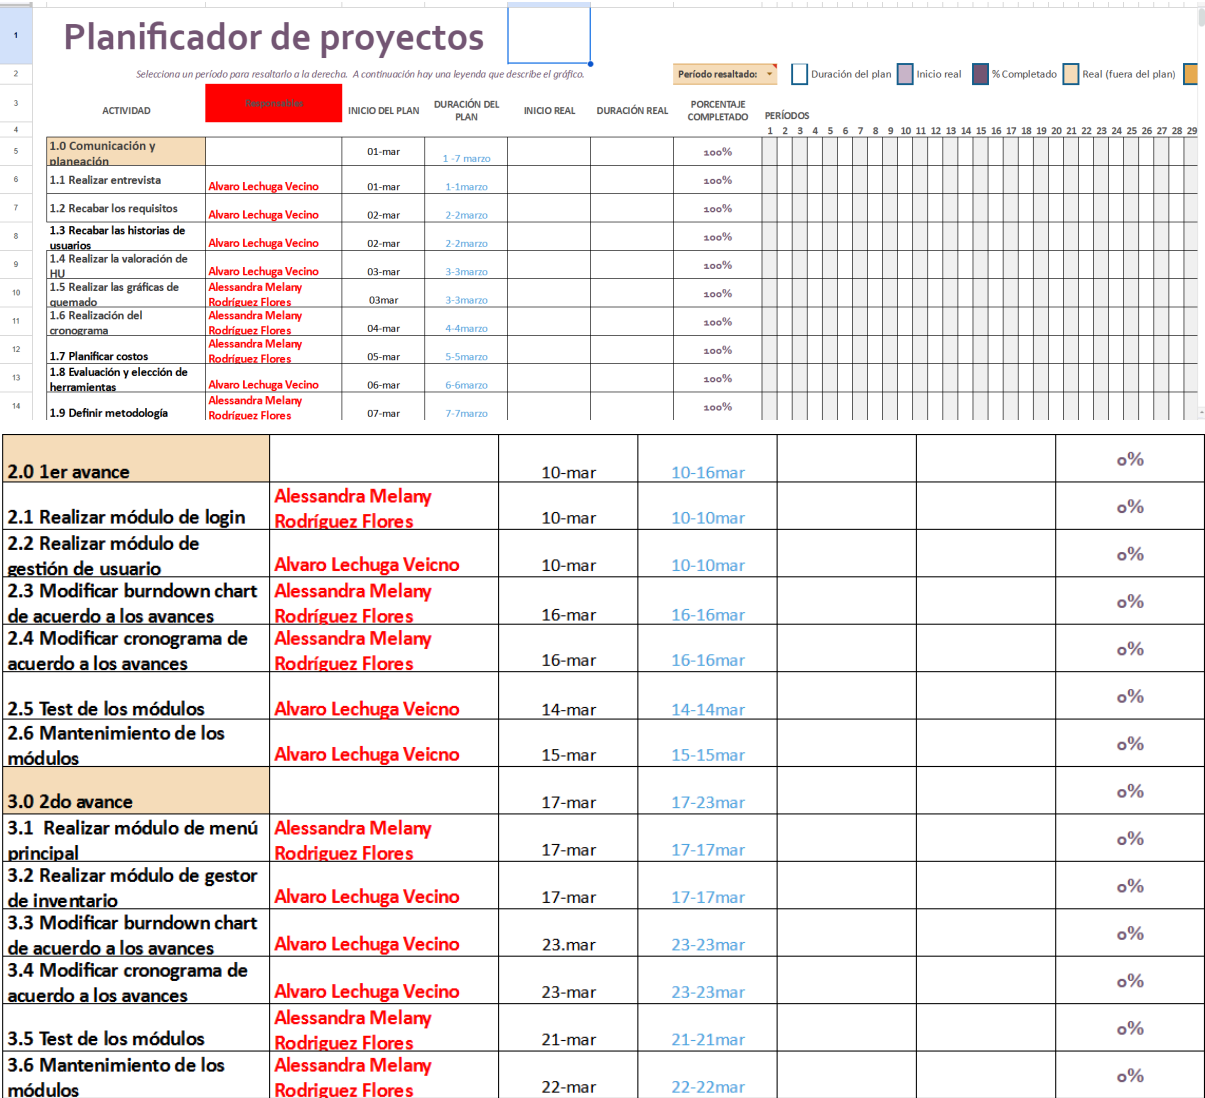 1
Planificador de proyectos
2
Selecciona un período para resaltarlo a la derecha. A continuación hay una leyenda que describe el gráfico.
Período resaltado:
Duración del plan
Inicio real
% Completado
Real (fuera del plan)
3
ACTIVIDAD
Responsables
INICIO DEL PLAN
DURACIÓN DEL
PLAN
INICIO REAL
DURACIÓN REAL
PORCENTAJE
COMPLETADO
PERÍODOS
4
1 2 3 4 5 6 7 8 9 10 11 12 13 14 15 16 17 18 19 20 21 22 23 24 25 26 27 28 29
5
1.0 Comunicación y
planeación
01-mar
1 -7 marzo
100%
6
1.1 Realizar entrevista
Alvaro Lechuga Vecino
01-mar
1-1marzo
100%
7
1.2 Recabar los requisitos
Alvaro Lechuga Vecino
02-mar
2-2marzo
100%
8
1.3 Recabar las historias de
usuarios
Alvaro Lechuga Vecino
02-mar
2-2marzo
100%
9
1.4 Realizar la valoración de
HU
Alvaro Lechuga Vecino
03-mar
3-3marzo
100%
10
1.5 Realizar las gráficas de
quemado
Alessandra Melany
Rodríguez Flores
03mar
3-3marzo
100%
11
1.6 Realización del
cronograma
Alessandra Melany
Rodríguez Flores
04-mar
4-4marzo
100%
12
1.7 Planificar costos
Alessandra Melany
Rodríguez Flores
05-mar
5-5marzo
100%
13
1.8 Evaluación y elección de
herramientas
Alvaro Lechuga Vecino
06-mar
6-6marzo
100%
14
1.9 Definir metodología
Alessandra Melany
Rodríguez Flores
07-mar
7-7marzo
100%
2.0 1er avance
10-mar
10-16mar
0%
2.1 Realizar módulo de login
Alessandra Melany
Rodríguez Flores
10-mar
10-10mar
0%
2.2 Realizar módulo de
gestión de usuario
Alvaro Lechuga Veicno
10-mar
10-10mar
0%
2.3 Modificar burndown chart
de acuerdo a los avances
Alessandra Melany
Rodríguez Flores
16-mar
16-16mar
0%
2.4 Modificar cronograma de
acuerdo a los avances
Alessandra Melany
Rodríguez Flores
16-mar
16-16mar
0%
2.5 Test de los módulos
Alvaro Lechuga Veicno
14-mar
14-14mar
0%
2.6 Mantenimiento de los
módulos
Alvaro Lechuga Veicno
15-mar
15-15mar
0%
3.0 2do avance
17-mar
17-23mar
0%
3.1 Realizar módulo de menú
principal
Alessandra Melany
Rodriguez Flores
17-mar
17-17mar
0%
3.2 Realizar módulo de gestor
de inventario
Alvaro Lechuga Vecino
17-mar
17-17mar
0%
3.3 Modificar burndown chart
de acuerdo a los avances
Alvaro Lechuga Vecino
23.mar
23-23mar
0%
3.4 Modificar cronograma de
acuerdo a los avances
Alvaro Lechuga Vecino
23-mar
23-23mar
0%
3.5 Test de los módulos
Alessandra Melany
Rodríguez Flores
21-mar
21-21mar
0%
3.6 Mantenimiento de los
módulos
Alessandra Melany
Rodriguez Flores
22-mar
22-22mar
0%